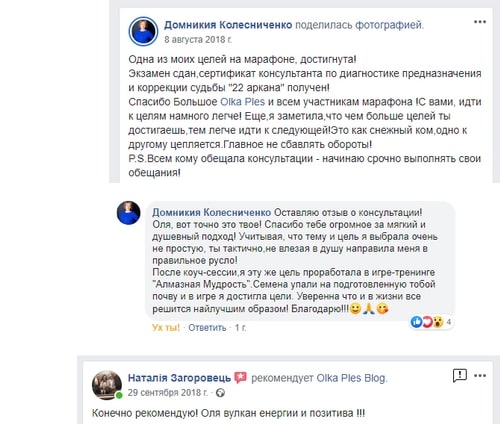 Домникия Колесниченко поделилась фотографией.
8 августа 2018 г.
Одна из моих целей на марафоне, достигнута!
Экзамен сдан,сертификат консультанта по диагностике предназначения
и коррекции судьбы "22 аркана" получен!
Спасибо Большое Olka Ples и всем участникам марафона !С вами, идти
к целям намного легче! Еще,я заметила,что чем больше целей ты
достигаешь,тем легче идти к следующей!Это как снежный ком,одно к
другому цепляется.Главное не сбавлять обороты!
P.S.Всем кому обещала консультации - начинаю срочно выполнять свои
обещания!
Домникия Колесниченко Оставляю отзыв о консультации!
Оля, вот точно это твое! Спасибо тебе огромное за мягкий и
душевный подход! Учитывая, что тему и цель я выбрала очень
не простую, ты тактично,не влезая в душу направила меня в
правильное русло!
После коуч-сессии,я эту же цель проработала в игре-тренинге
"Алмазная Мудрость".Семена упали на подготовленную тобой
почву и в игре я достигла цели. Уверенна что и в жизни все
решится наилучшим образом! Благодарю!!!😉🙏😋
4
Ух ты! · Ответить · 1 г.
Наталія Загоровець рекомендует Olka Ples Blog.
29 сентября 2018 г. ·
Конечно рекомендую! Оля вулкан енергии и позитива !!!